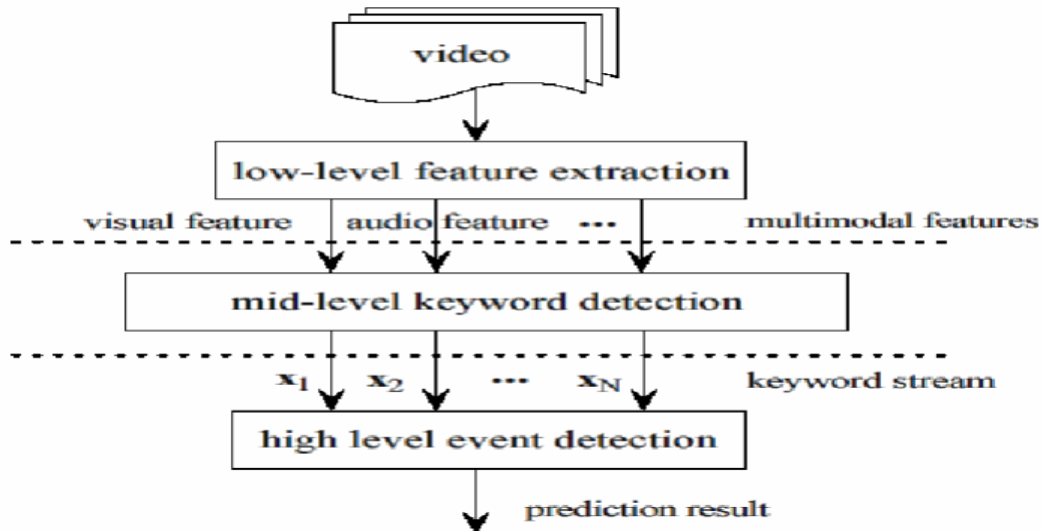 video
low-level feature extraction
visual feature audio feature ••• multimodal features
mid-level keyword detection
x1 x2 ••• xN keyword stream
high level event detection
prediction result